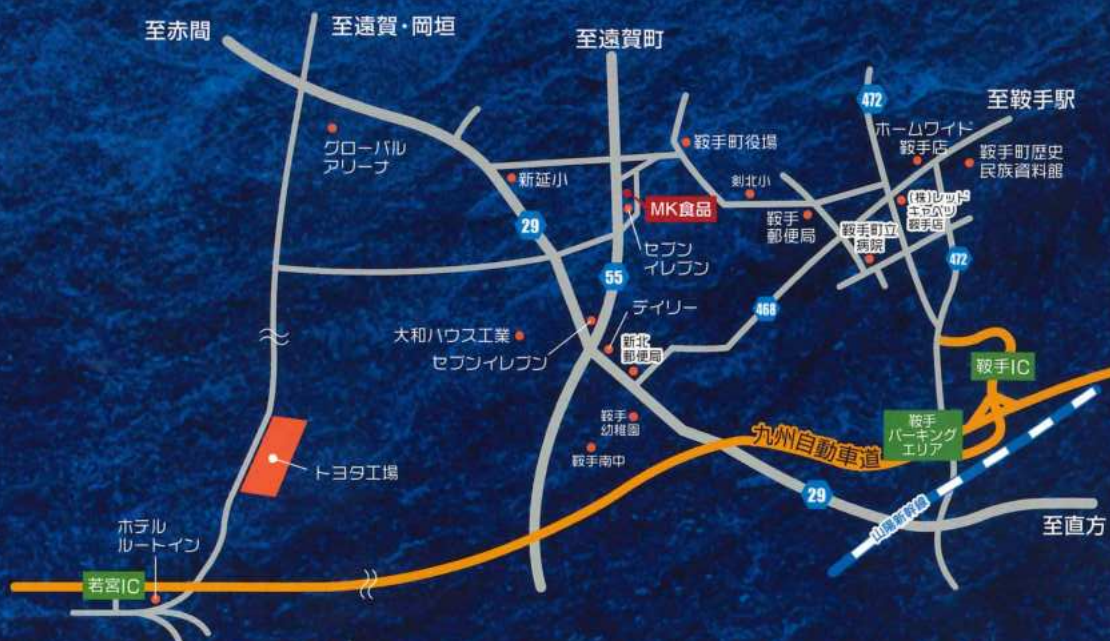 至赤間
至遠賀・岡垣
至遠賀町
472
至鞍手駅
グローバル
アリーナ
新延小
鞍手町役場
剣北小
ホームワイド
鞍手店
鞍手町歴史
民族資料館
MK食品
鞍手
郵便局
(株)レッド
キャベツ
鞍手店
鞍手町立
病院
29
セブン
イレブン
55
472
468
デイリー
大和ハウス工業
セブンイレブン
新北
郵便局
鞍手IC
鞍手
幼稚園
鞍手南中
九州自動車道
鞍手
パーキング
エリア
トヨタ工場
29
山陽新幹線
至直方
ホテル
ルートイン
若宮IC